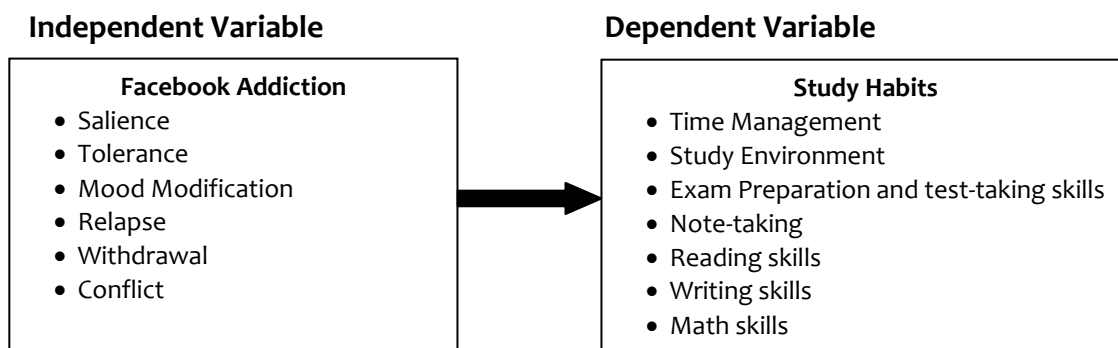 Independent Variable
Facebook Addiction
• Salience
• Tolerance
• Mood Modification
• Relapse
• Withdrawal
• Conflict
Dependent Variable
Study Habits
• Time Management
• Study Environment
• Exam Preparation and test-taking skills
• Note-taking
• Reading skills
• Writing skills
• Math skills